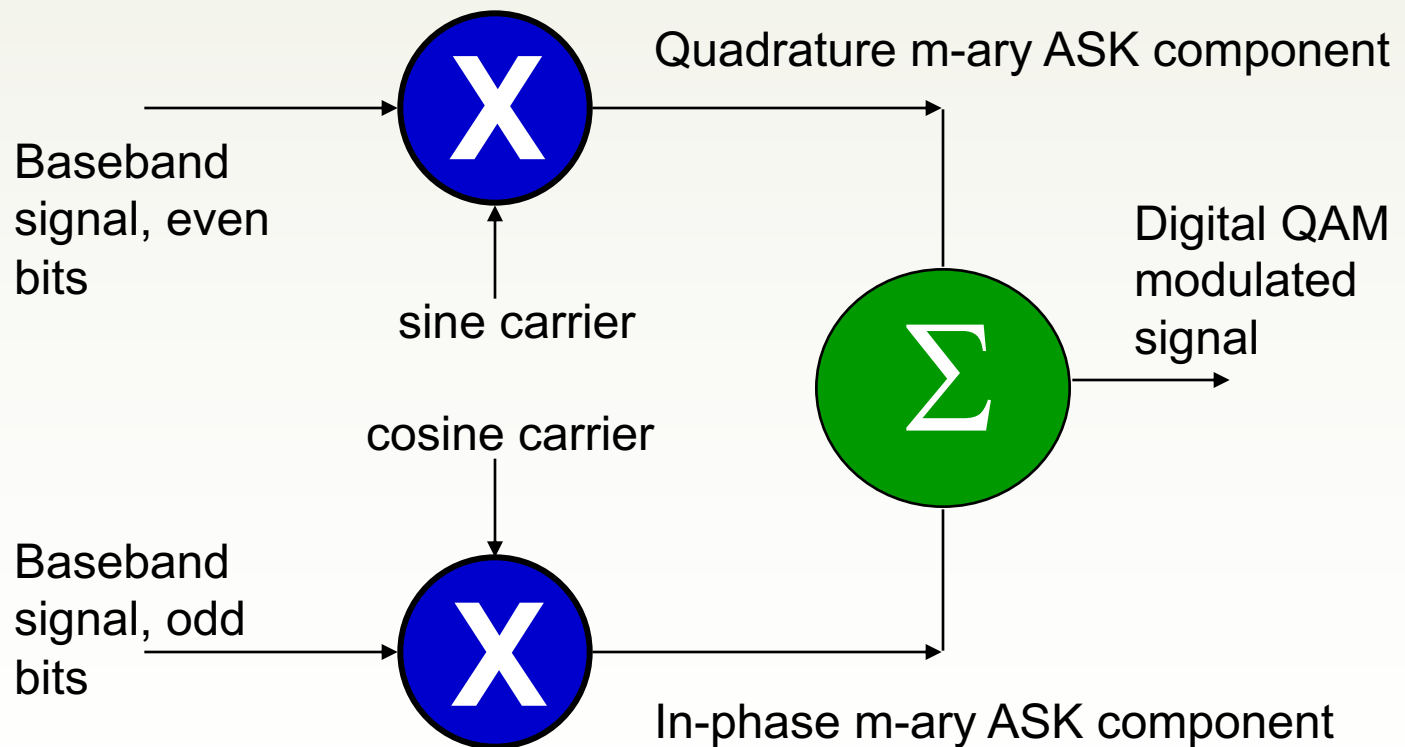 Quadrature m-ary ASK component
X
Baseband
signal, even
bits
sine carrier
Digital QAM
modulated
signal
Σ
cosine carrier
Baseband
signal, odd
bits
X
In-phase m-ary ASK component